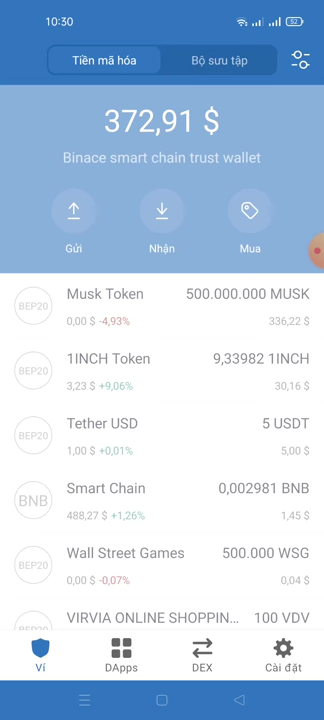 10:30
52
Tiền mã hóa
Bộ sưu tập
372,91 $
Binace smart chain trust wallet
Gửi
Nhận
Mua
BEP20
Musk Token
500.000.000 MUSK
0,00 $ -4,93%
336,22 $
BEP20
1INCH Token
9,33982 1INCH
3,23 $ +9,06%
30,16 $
BEP20
Tether USD
5 USDT
1,00 $ +0,01%
5,00 $
BNB
Smart Chain
0,002981 BNB
488,27 $ +1,26%
1,45 $
BEP20
Wall Street Games
500.000 WSG
0,00 $ -0,07%
0,04 $
BEP20
VIRVIA ONLINE SHOPPIN...
100 VDV
Ví
DApps
DEX
Cài đặt